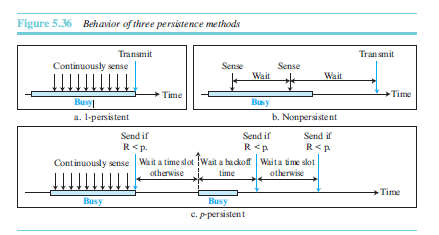 Figure 5.36 Behavior of three persistence methods
Transmit
Continuously sense
Time
Busy
a. 1-persistent
Transmit
Sense Sense
Wait Wait
Time
Busy
b. Nonpersistent
Send if Send if Send if
R < p. R < p. R < p.
Continuously sense Wait a time slot Wait a backoff Wait a time slot
otherwise time otherwise
Time
Busy Busy
c. p-persistent